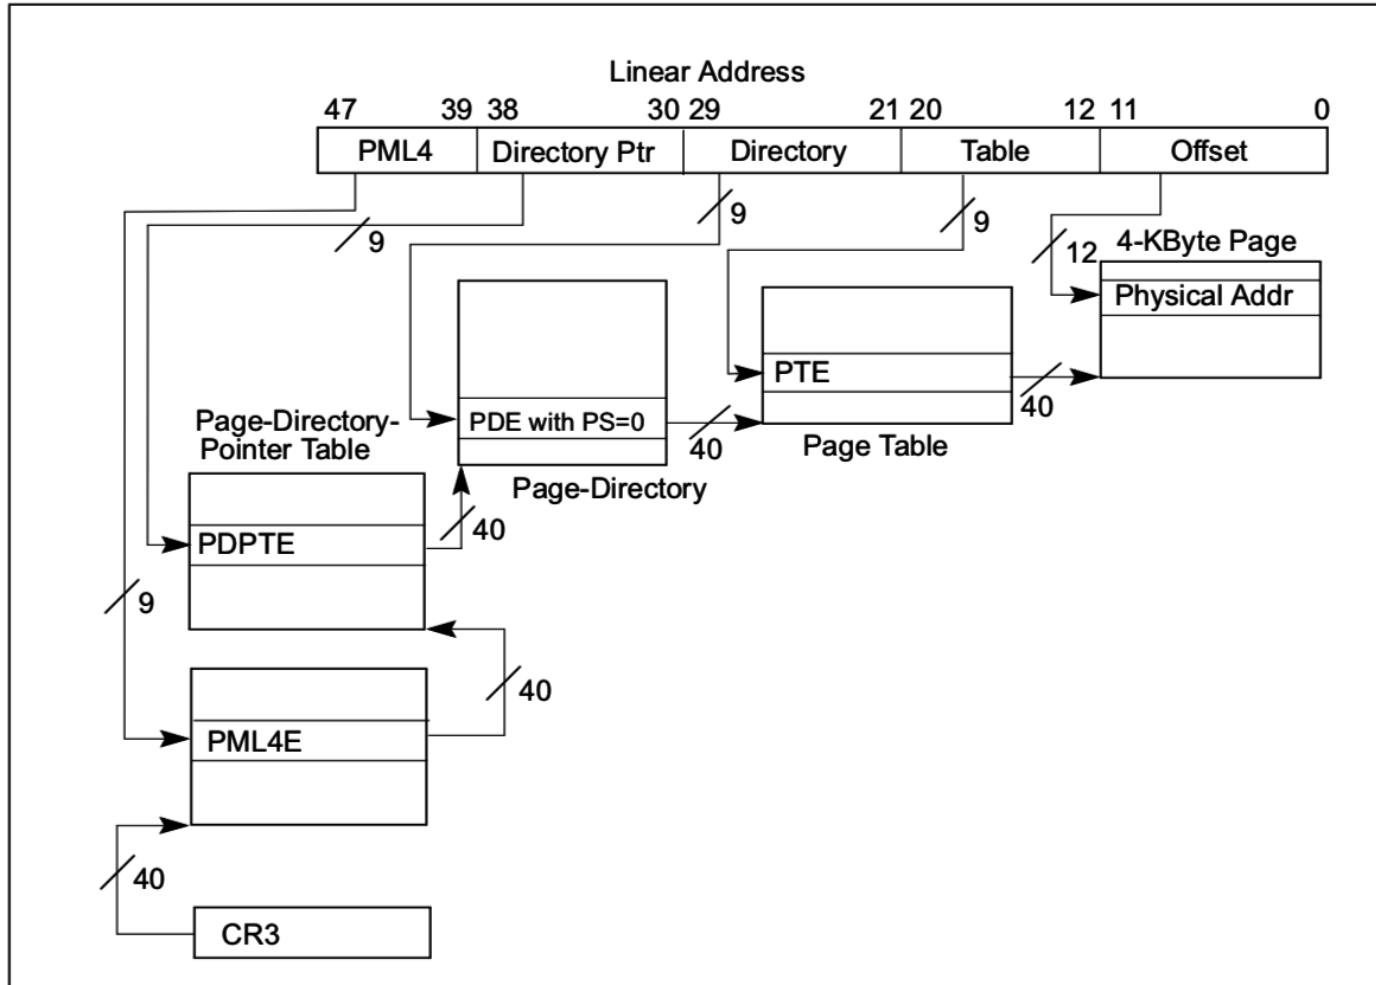 Linear Address
47 39 38 30 29 21 20 12 11 0
PML4 Directory Ptr Directory Table Offset
9
9
9
12
4-KByte Page
Physical Addr
PTE
40
Page Table
PDE with PS=0
40
Page-Directory
Page-Directory-
Pointer Table
PDPTE
40
9
40
PML4E
40
CR3